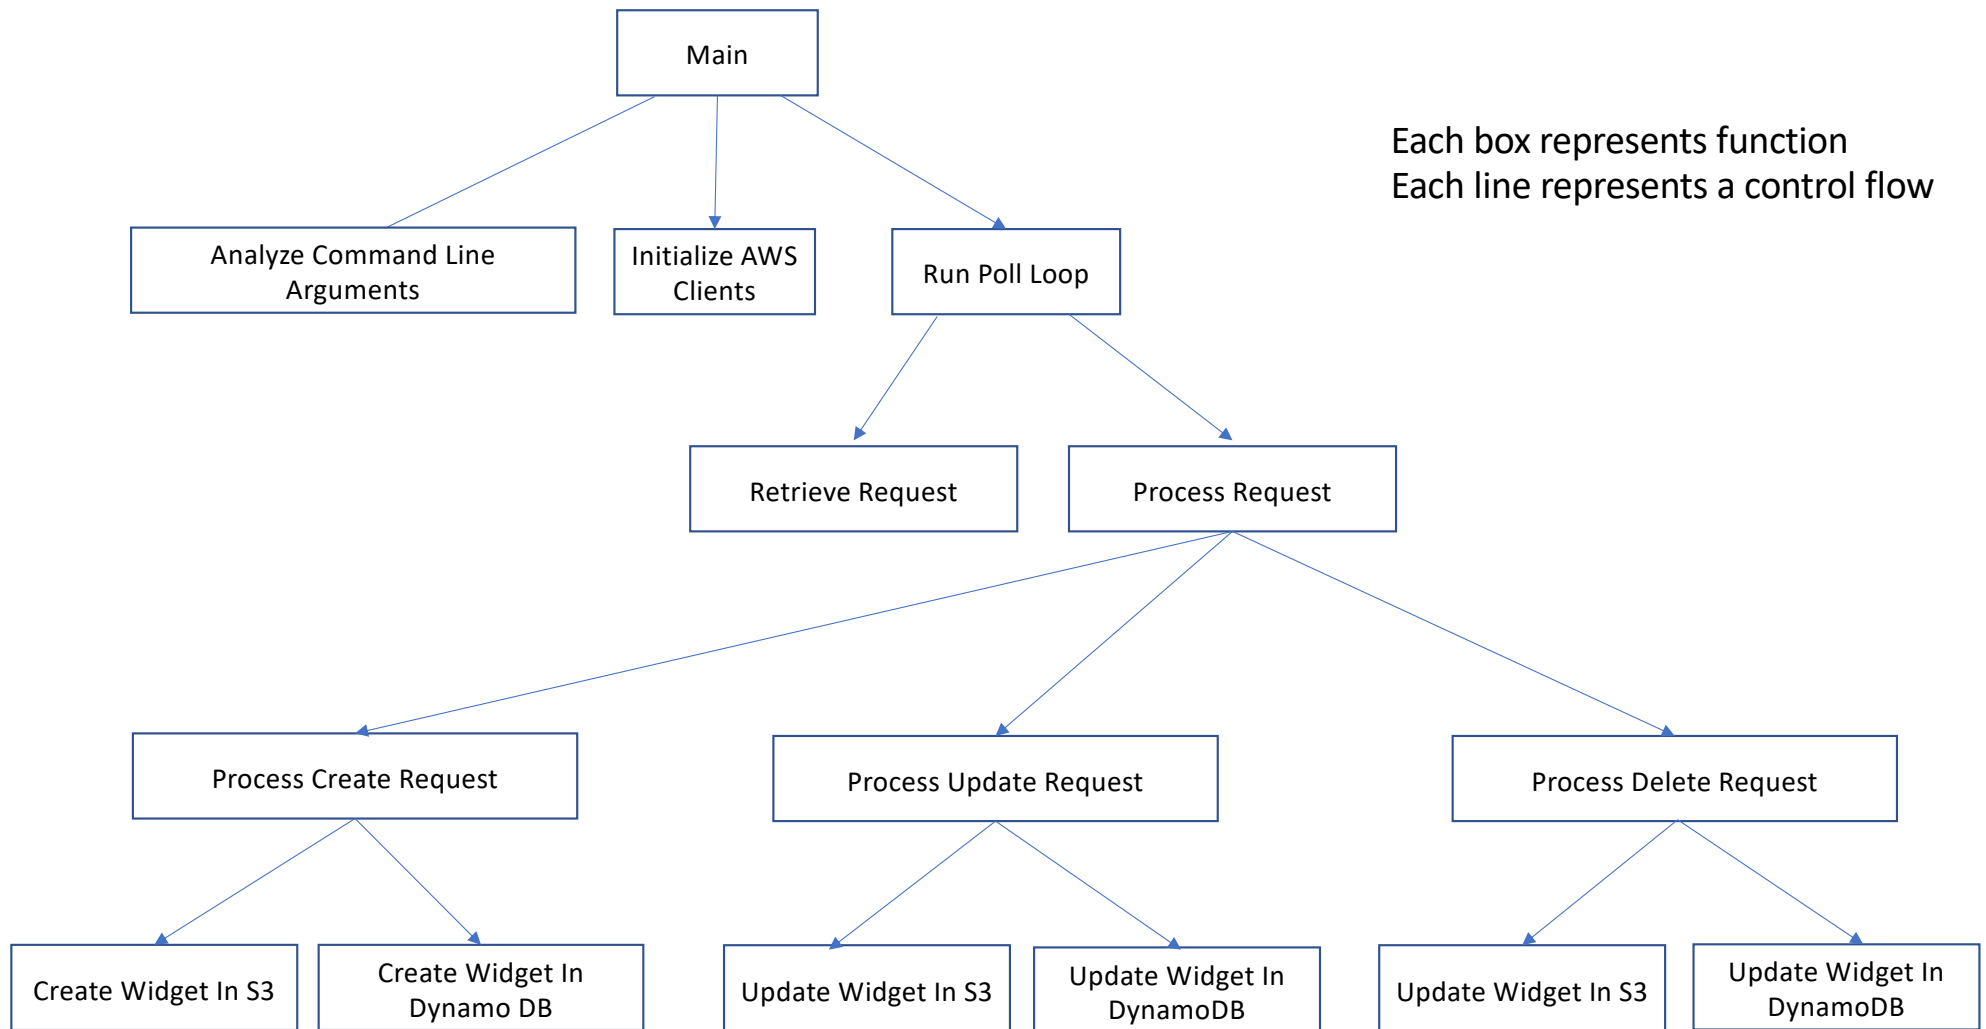 Main
Each box represents function
Each line represents a control flow
Analyze Command Line
Arguments
Initialize AWS
Clients
Run Poll Loop
Retrieve Request
Process Request
Process Create Request
Process Update Request
Process Delete Request
Create Widget In S3
Create Widget In
Dynamo DB
Update Widget In S3
Update Widget In
DynamoDB
Update Widget In S3
Update Widget In
DynamoDB